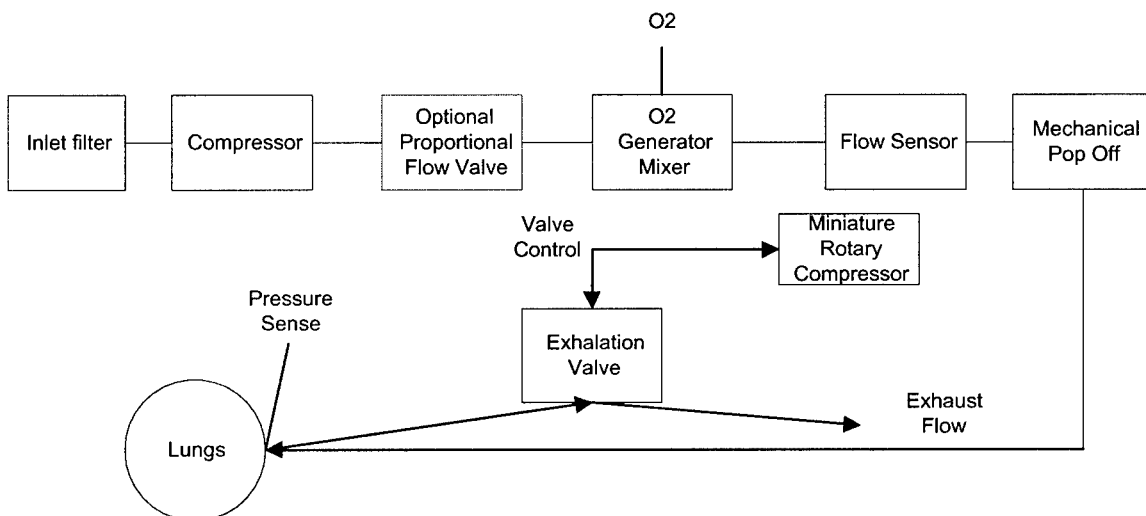 O2
Inlet filter
Compressor
Optional
Proportional
Flow Valve
O2
Generator
Mixer
Flow Sensor
Mechanical
Pop Off
Valve
Control
Miniature
Rotary
Compressor
Pressure
Sense
Exhalation
Valve
Exhaust
Flow
Lungs